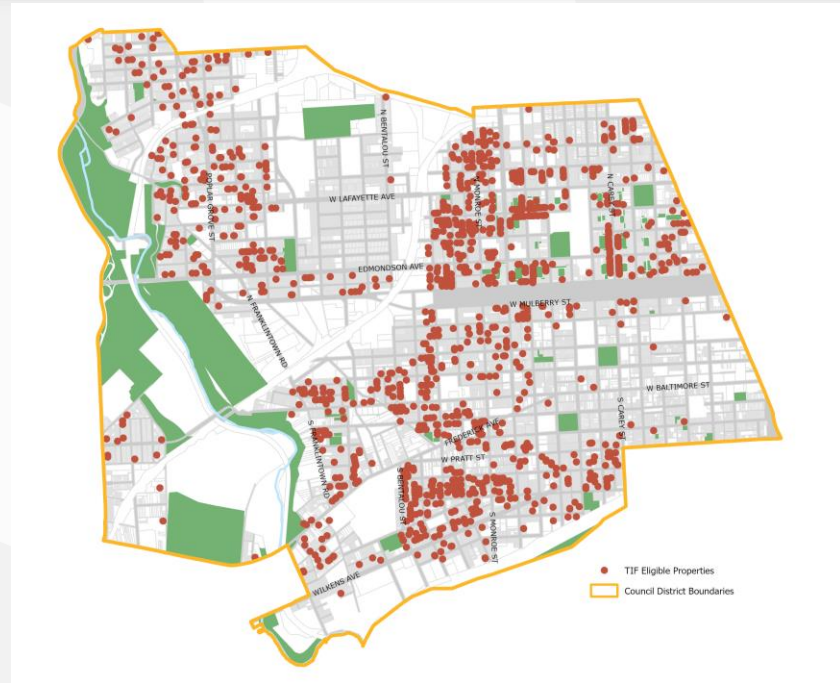 N BENTALOU ST
POPLAR GROVE ST
N MONROE ST
N CAREY ST
W LAFAYETTE AVE
EDMONDSON AVE
W MULBERRY ST
N FRANKLINTOWN RD
W BALTIMORE ST
S CAREY ST
FREDERICK AVE
S FRANKLINTOWN RD
W PRATT ST
S BENTALOU ST
S MONROE ST
WILKENS AVE
TIF Eligible Properties
Council District Boundaries